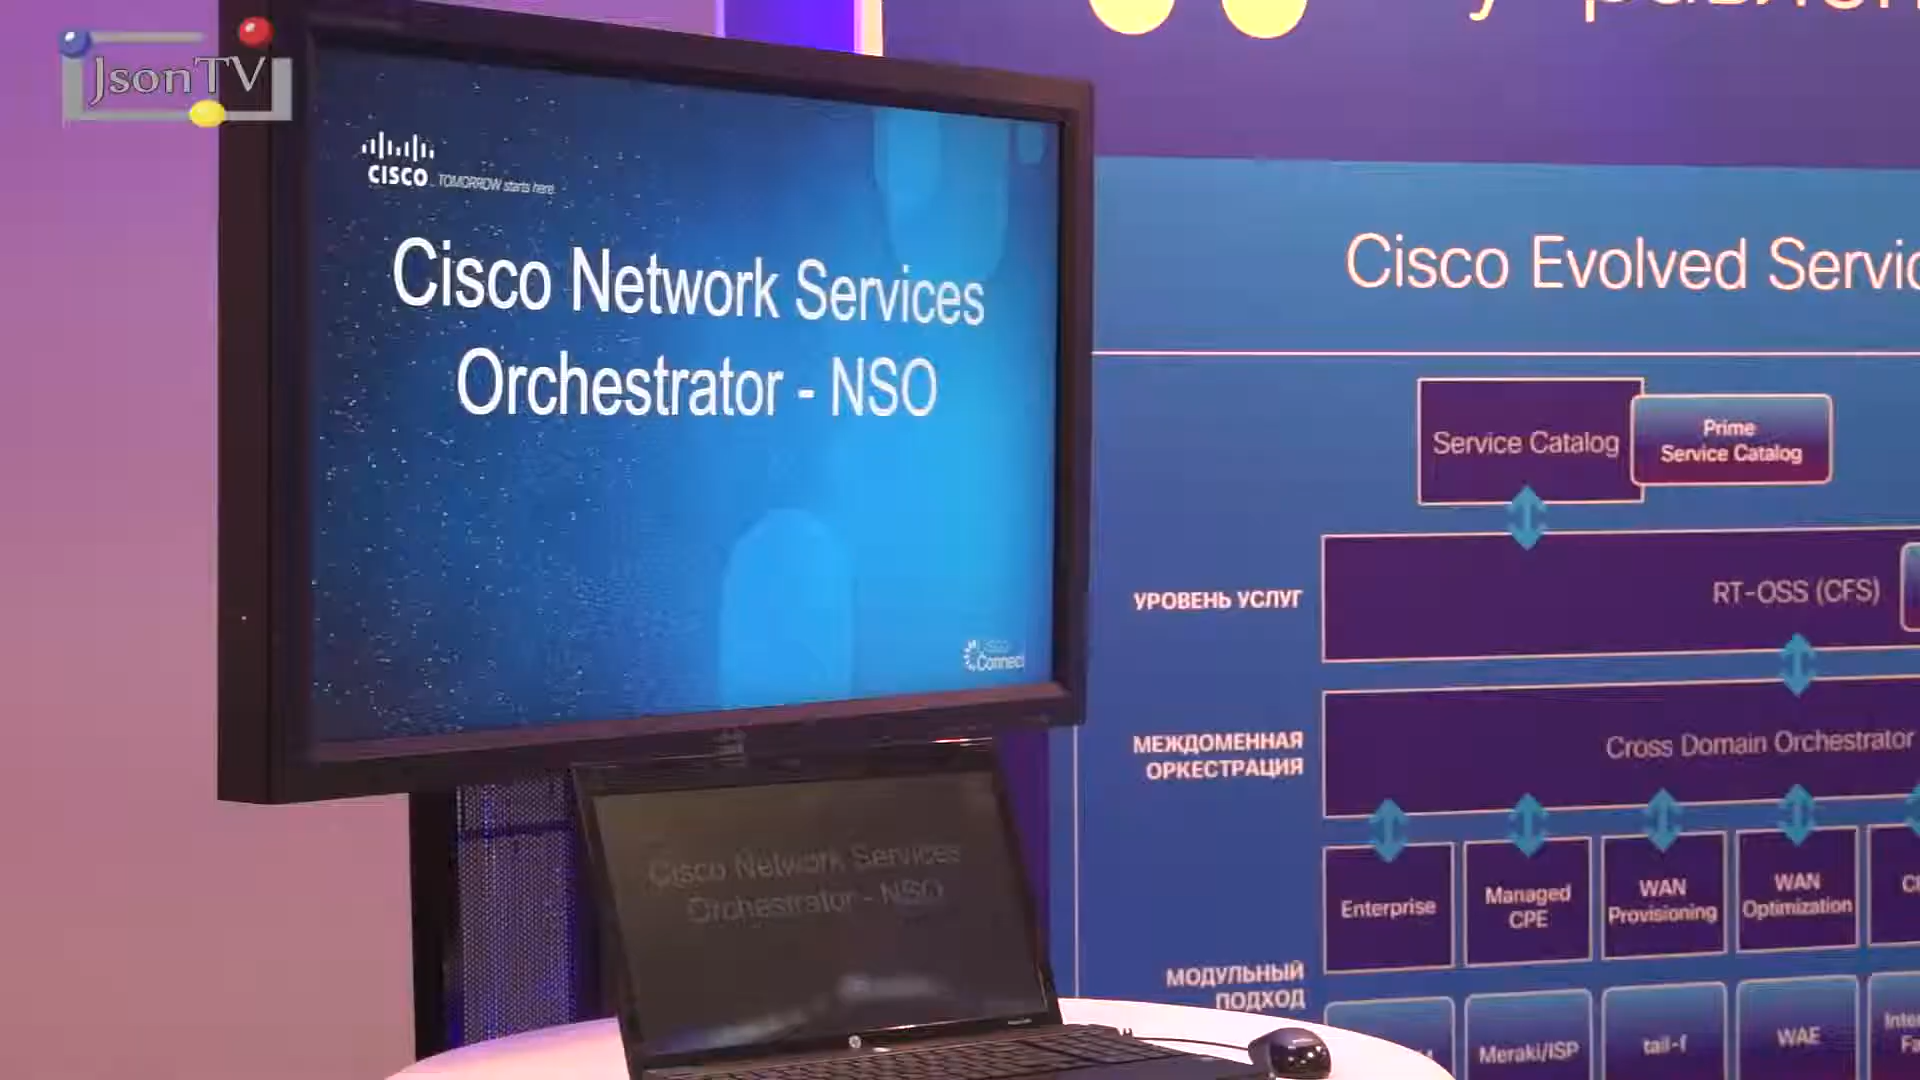 JsonTV
CISCO TOMORROW starts here.
Cisco Network Services
Orchestrator - NSO
CISCO
Connect
Cisco Network Services
Orchestrator - NSO
Cisco Evolved
Service Catalog
Prime
Service Catalog
УРОВЕНЬ УСЛУГ
RT-OSS (CFS)
МЕЖДОМЕННАЯ
ОРКЕСТРАЦИЯ
Cross Domain Orchestrator
Enterprise
Managed
CPE
WAN
Provisioning
WAN
Optimization
МОДУЛЬНЫЙ
ПОДХОД
Meraki/ISP
tail-f
WAE
hp